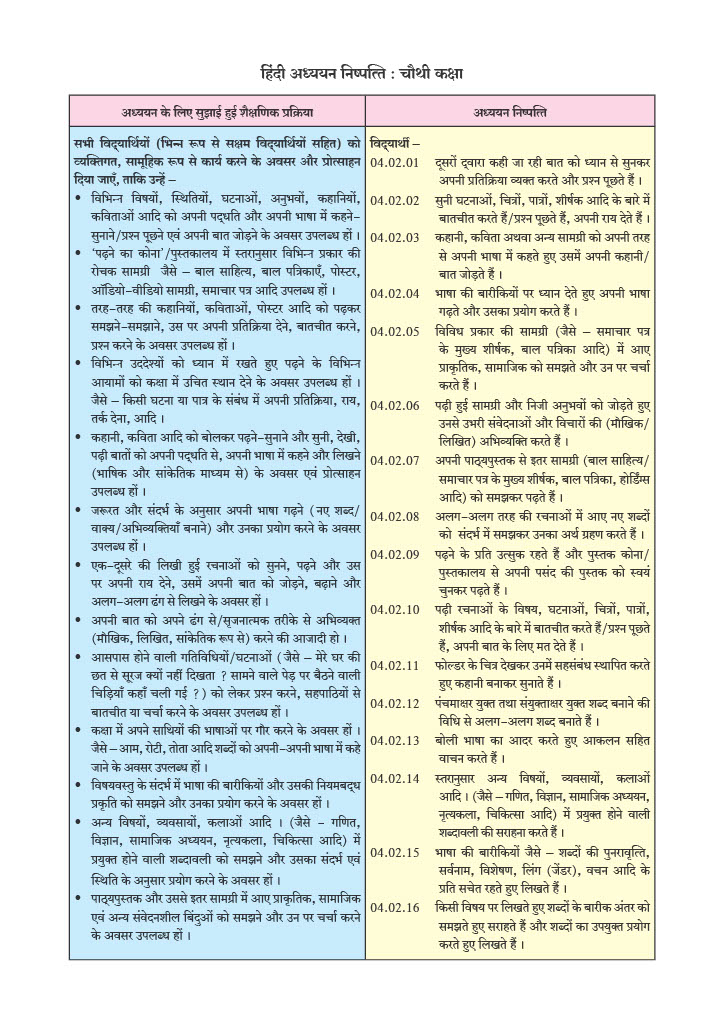 हिंदी अध्ययन निष्पत्ति : चौथी कक्षा
अध्ययन के लिए सुझाई हुई शैक्षणिक प्रक्रिया
सभी विद्यार्थियों (भिन्न रूप से सक्षम विद्यार्थियों सहित) को
व्यक्तिगत, सामूहिक रूप से कार्य करने के अवसर और प्रोत्साहन
दिया जाएँ, ताकि उन्हें –
• विभिन्न विषयों, स्थितियों, घटनाओं, अनुभवों, कहानियों,
कविताओं आदि को अपनी पद्धति और अपनी भाषा में कहने–
सुनाने/प्रश्न पूछने एवं अपनी बात जोड़ने के अवसर उपलब्ध हों ।
• 'पढ़ने का कोना'/पुस्तकालय में स्तरानुसार विभिन्न प्रकार की
रोचक सामग्री जैसे – बाल साहित्य, बाल पत्रिकाएँ, पोस्टर,
ऑडियो–वीडियो सामग्री, समाचार पत्र आदि उपलब्ध हों ।
• तरह–तरह की कहानियों, कविताओं, पोस्टर आदि को पढ़कर
समझने–समझाने, उस पर अपनी प्रतिक्रिया देने, बातचीत करने,
प्रश्न करने के अवसर उपलब्ध हों ।
• विभिन्न उद्देश्यों को ध्यान में रखते हुए पढ़ने के विभिन्न
आयामों को कक्षा में उचित स्थान देने के अवसर उपलब्ध हों ।
जैसे – किसी घटना या पात्र के संबंध में अपनी प्रतिक्रिया, राय,
तर्क देना, आदि ।
• कहानी, कविता आदि को बोलकर पढ़ने–सुनाने और सुनी, देखी,
पढ़ी बातों को अपनी पद्धति से, अपनी भाषा में कहने और लिखने
(भाषिक और सांकेतिक माध्यम से) के अवसर एवं प्रोत्साहन
उपलब्ध हों ।
• जरूरत और संदर्भ के अनुसार अपनी भाषा गढ़ने (नए शब्द/
वाक्य/अभिव्यक्तियाँ बनाने) और उनका प्रयोग करने के अवसर
उपलब्ध हों ।
• एक–दूसरे की लिखी हुई रचनाओं को सुनने, पढ़ने और उस
पर अपनी राय देने, उसमें अपनी बात को जोड़ने, बढ़ाने और
अलग–अलग ढंग से लिखने के अवसर हों ।
• अपनी बात को अपने ढंग से/सृजनात्मक तरीके से अभिव्यक्त
(मौखिक, लिखित, सांकेतिक रूप से) करने की आजादी हो ।
• आसपास होने वाली गतिविधियों/घटनाओं (जैसे – मेरे घर की
छत से सूरज क्यों नहीं दिखता ? सामने वाले पेड़ पर बैठने वाली
चिड़ियाँ कहाँ चली गई ?) को लेकर प्रश्न करने, सहपाठियों से
बातचीत या चर्चा करने के अवसर उपलब्ध हों ।
• कक्षा में अपने साथियों की भाषाओं पर गौर करने के अवसर हों ।
जैसे – आम, रोटी, तोता आदि शब्दों को अपनी–अपनी भाषा में कहे
जाने के अवसर उपलब्ध हों ।
• विषयवस्तु के संदर्भ में भाषा की बारीकियों और उसकी नियमबद्ध
प्रकृति को समझने और उनका प्रयोग करने के अवसर हों ।
• अन्य विषयों, व्यवसायों, कलाओं आदि । (जैसे – गणित,
विज्ञान, सामाजिक अध्ययन, नृत्यकला, चिकित्सा आदि) में
प्रयुक्त होने वाली शब्दावली को समझने और उसका संदर्भ एवं
स्थिति के अनुसार प्रयोग करने के अवसर हों ।
• पाठ्यपुस्तक और उससे इतर सामग्री में आए प्राकृतिक, सामाजिक
एवं अन्य संवेदनशील बिंदुओं को समझने और उन पर चर्चा करने
के अवसर उपलब्ध हों ।
अध्ययन निष्पत्ति
विद्यार्थी –
04.02.01 दूसरों द्वारा कही जा रही बात को ध्यान से सुनकर
अपनी प्रतिक्रिया व्यक्त करते और प्रश्न पूछते हैं ।
04.02.02 सुनी घटनाओं, चित्रों, पात्रों, शीर्षक आदि के बारे में
बातचीत करते हैं/प्रश्न पूछते हैं, अपनी राय देते हैं ।
04.02.03 कहानी, कविता अथवा अन्य सामग्री को अपनी तरह
से अपनी भाषा में कहते हुए उसमें अपनी कहानी/
बात जोड़ते हैं ।
04.02.04 भाषा की बारीकियों पर ध्यान देते हुए अपनी भाषा
गढ़ते और उसका प्रयोग करते हैं ।
04.02.05 विविध प्रकार की सामग्री (जैसे – समाचार पत्र
के मुख्य शीर्षक, बाल पत्रिका आदि) में आए
प्राकृतिक, सामाजिक को समझते और उन पर चर्चा
करते हैं ।
04.02.06 पढ़ी हुई सामग्री और निजी अनुभवों को जोड़ते हुए
उनसे उभरी संवेदनाओं और विचारों की (मौखिक/
लिखित) अभिव्यक्ति करते हैं ।
04.02.07 अपनी पाठ्यपुस्तक से इतर सामग्री (बाल साहित्य/
समाचार पत्र के मुख्य शीर्षक, बाल पत्रिका, होर्डिंग्स
आदि) को समझकर पढ़ते हैं ।
04.02.08 अलग–अलग तरह की रचनाओं में आए नए शब्दों
को संदर्भ में समझकर उनका अर्थ ग्रहण करते हैं ।
04.02.09 पढ़ने के प्रति उत्सुक रहते हैं और पुस्तक कोना/
पुस्तकालय से अपनी पसंद की पुस्तक को स्वयं
चुनकर पढ़ते हैं ।
04.02.10 पढ़ी रचनाओं के विषय, घटनाओं, चित्रों, पात्रों,
शीर्षक आदि के बारे में बातचीत करते हैं/प्रश्न पूछते
हैं, अपनी बात के लिए मत देते हैं ।
04.02.11 फोल्डर के चित्र देखकर उनमें सहसंबंध स्थापित करते
हुए कहानी बनाकर सुनाते हैं ।
04.02.12 पंचमाक्षर युक्त तथा संयुक्ताक्षर युक्त शब्द बनाने की
विधि से अलग–अलग शब्द बनाते हैं ।
04.02.13 बोली भाषा का आदर करते हुए आकलन सहित
वाचन करते हैं ।
04.02.14 स्तरानुसार अन्य विषयों, व्यवसायों, कलाओं
आदि । (जैसे – गणित, विज्ञान, सामाजिक अध्ययन,
नृत्यकला, चिकित्सा आदि) में प्रयुक्त होने वाली
शब्दावली की सराहना करते हैं ।
04.02.15 भाषा की बारीकियों जैसे – शब्दों की पुनरावृत्ति,
सर्वनाम, विशेषण, लिंग (जेंडर), वचन आदि के
प्रति सचेत रहते हुए लिखते हैं ।
04.02.16 किसी विषय पर लिखते हुए शब्दों के बारीक अंतर को
समझते हुए सराहते हैं और शब्दों का उपयुक्त प्रयोग
करते हुए लिखते हैं ।